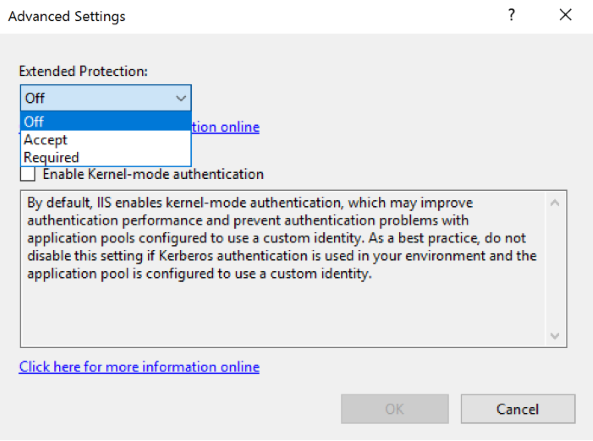 Advanced Settings
?
Extended Protection:
Off
Off
tion online
Accept
Required
Enable Kernel-mode authentication
By default, IIS enables kernel-mode authentication, which may improve
authentication performance and prevent authentication problems with
application pools configured to use a custom identity. As a best practice, do not
disable this setting if Kerberos authentication is used in your environment and the
application pool is configured to use a custom identity.
Click here for more information online
OK
Cancel